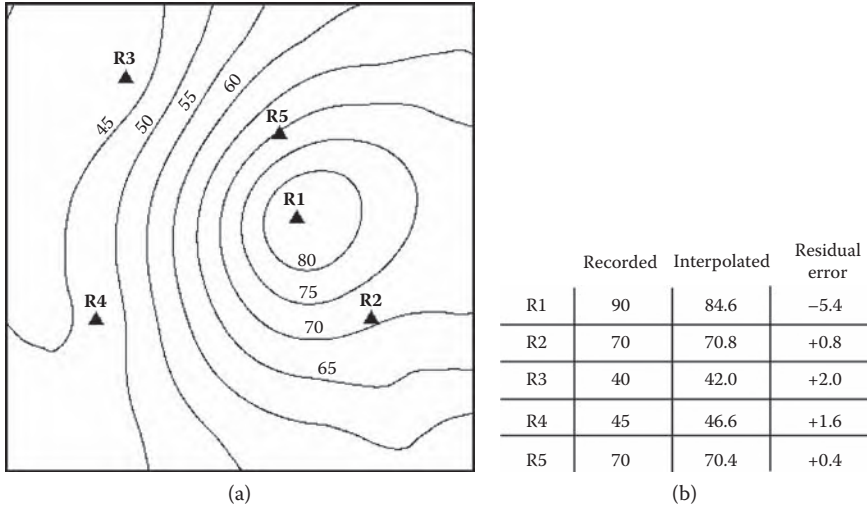 R3
60
55
50
45
R5
R1
80
75
R4
R2
70
65
(a)
Recorded Interpolated Residual error
R1 90 84.6 −5.4
R2 70 70.8 +0.8
R3 40 42.0 +2.0
R4 45 46.6 +1.6
R5 70 70.4 +0.4
(b)